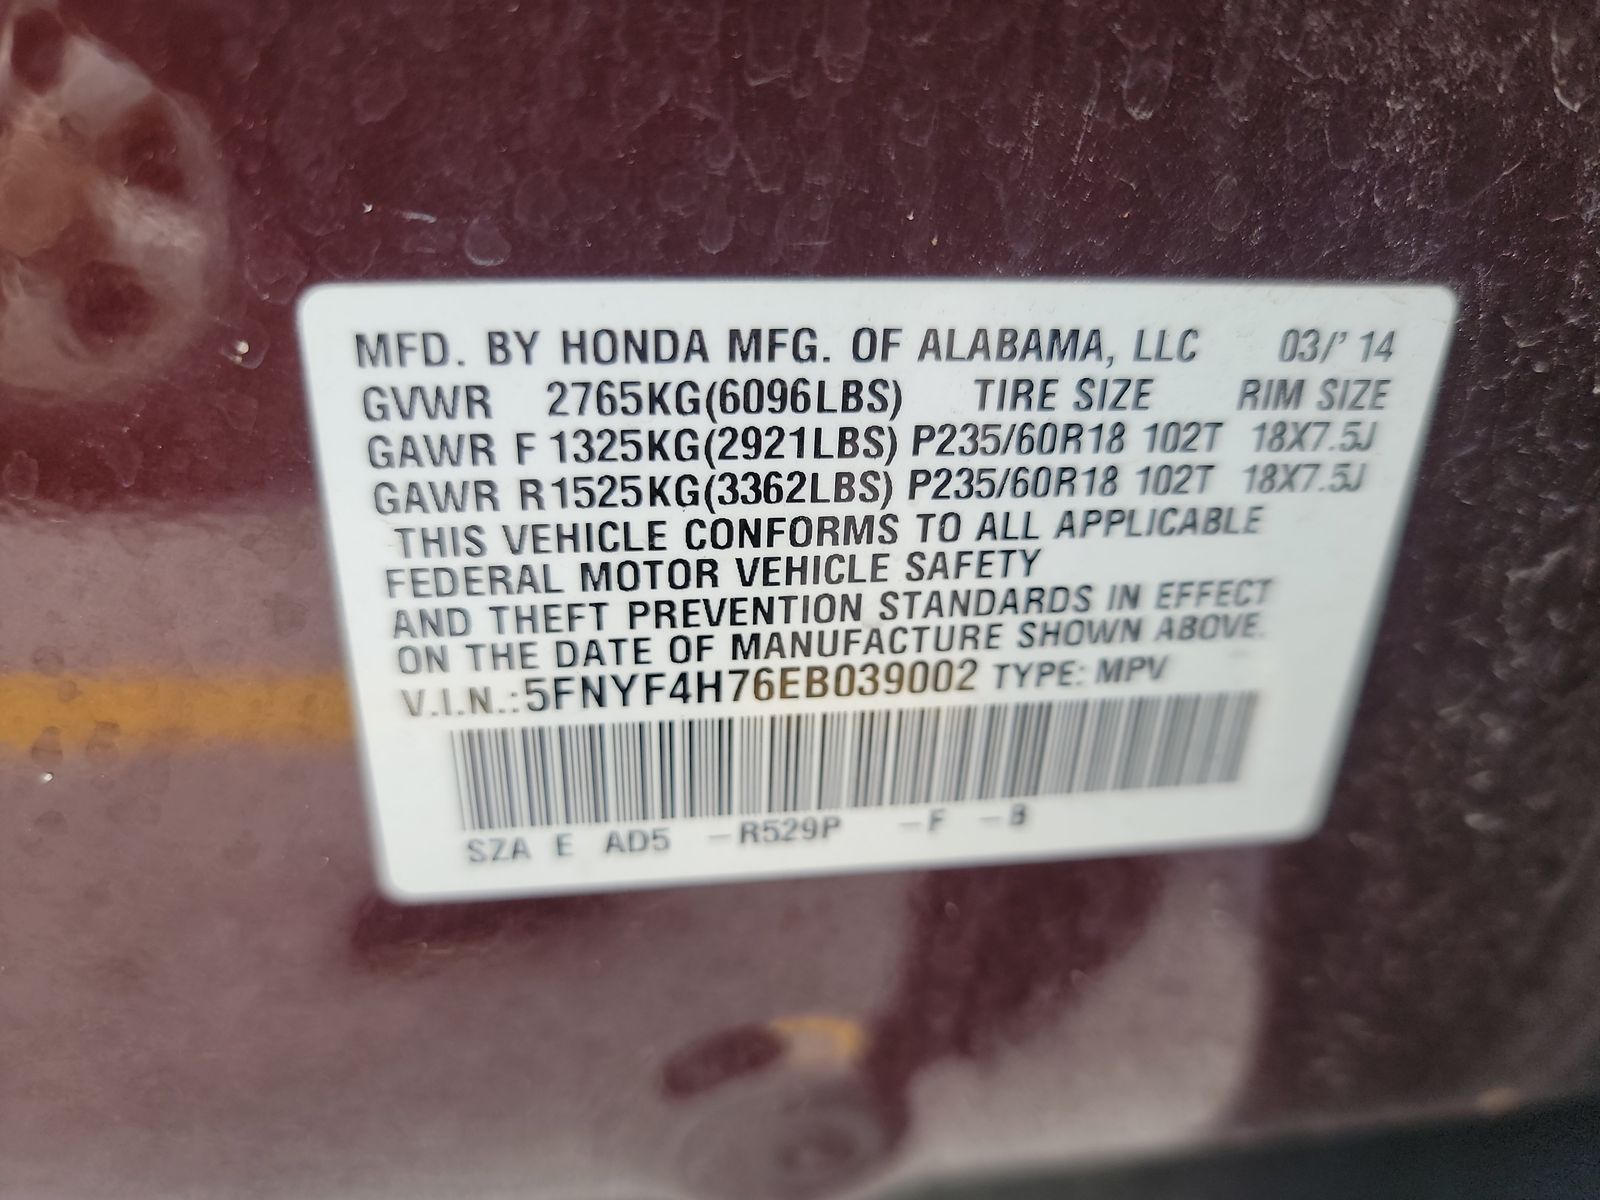 MFD. BY HONDA MFG. OF ALABAMA, LLC 03/' 14
GVWR 2765KG(6096LBS) TIRE SIZE RIM SIZE
GAWR F 1325KG(2921LBS) P235/60R18 102T 18X7.5J
GAWR R1525KG(3362LBS) P235/60R18 102T 18X7.5J
THIS VEHICLE CONFORMS TO ALL APPLICABLE
FEDERAL MOTOR VEHICLE SAFETY
AND THEFT PREVENTION STANDARDS IN EFFECT
ON THE DATE OF MANUFACTURE SHOWN ABOVE.
V.I.N.:5FNYF4H76EB039002 TYPE: MPV
SZA E AD5 -R529P -F -B